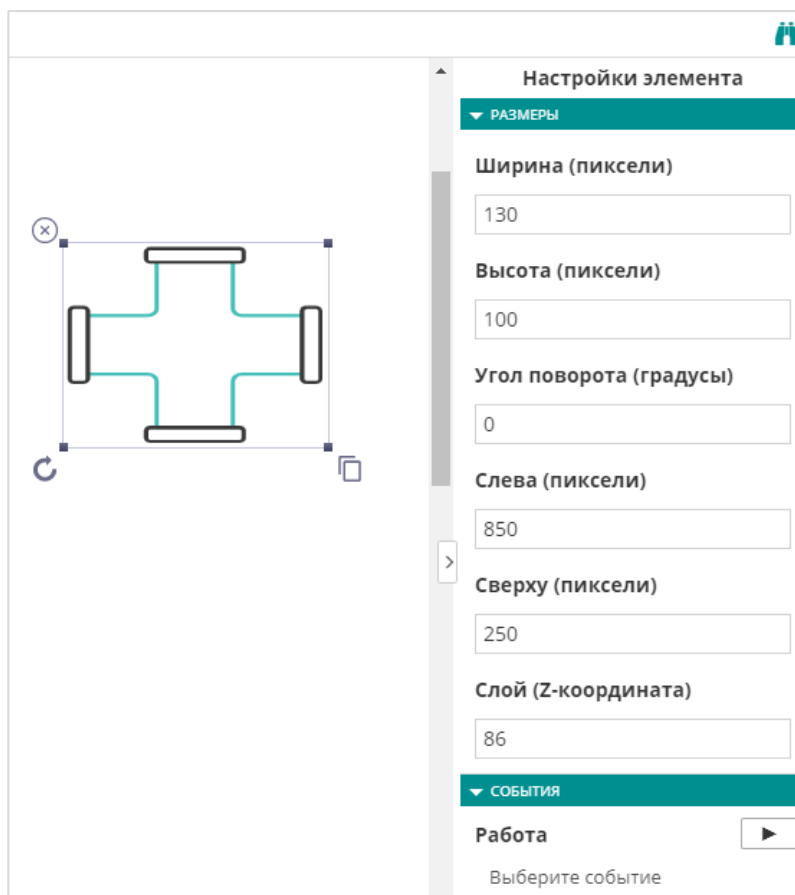 Настройки элемента
РАЗМЕРЫ
Ширина (пиксели)
130
Высота (пиксели)
100
Угол поворота (градусы)
0
Слева (пиксели)
850
Сверху (пиксели)
250
Слой (Z-координата)
86
СОБЫТИЯ
Работа
Выберите событие